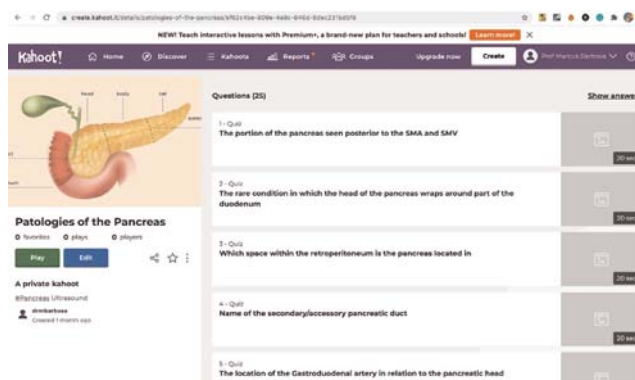 NEW! Teach interactive lessons with Premium+, a brand-new plan for teachers and schools! Learn more!
Kahoot! Home Discover Kahoots Reports Groups Upgrade now Create
head body tail
Questions (25) Show answe
1 - Quiz
The portion of the pancreas seen posterior to the SMA and SMV
20 sec
2 - Quiz
The rare condition in which the head of the pancreas wraps around part of the
duodenum
20 sec
Patologies of the Pancreas
0 favorites 0 plays 0 players
Play Edit
3 - Quiz
Which space within the retroperitoneum is the pancreas located in
20 sec
A private kahoot
#Pancreas Ultrasound
drmbarbosa
Created 1 month ago
4 - Quiz
Name of the secondary/accessory pancreatic duct
20 sec
5 - Quiz
The location of the Gastroduodenal artery in relation to the pancreatic head